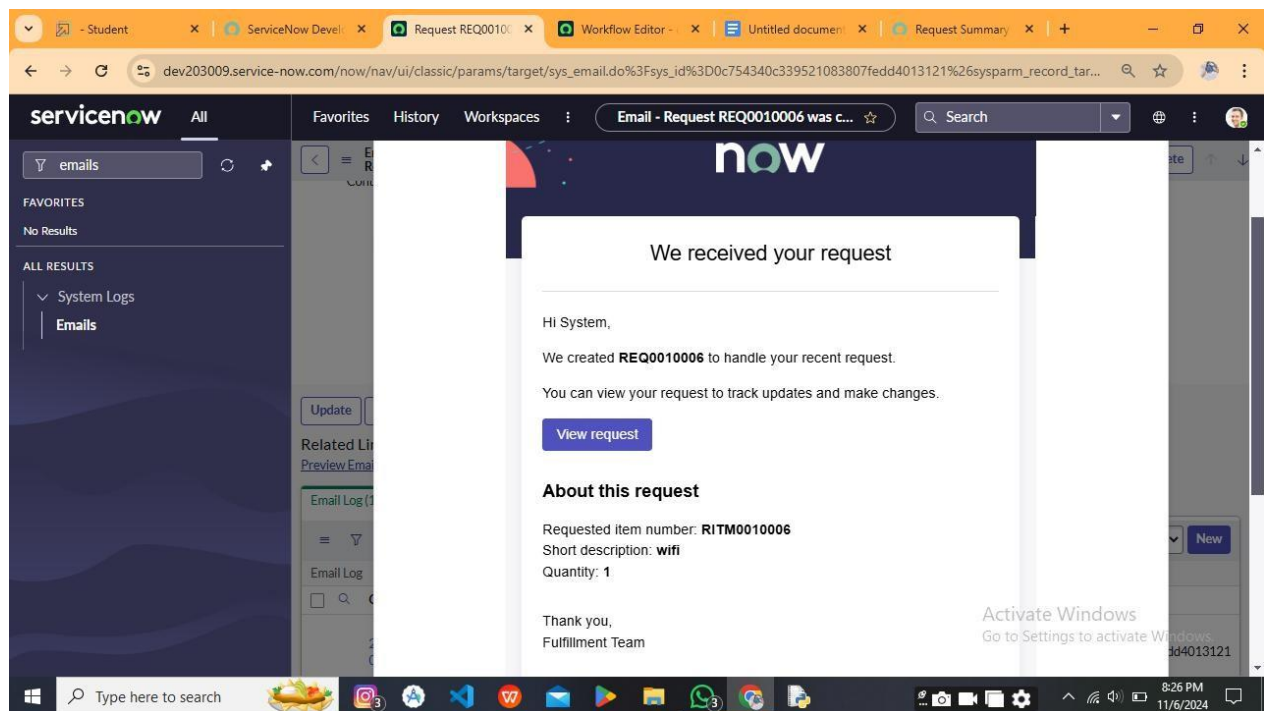 - Student
ServiceNow Devel
Request REQ00100
Workflow Editor -
Untitled document
Request Summary
dev203009.service-now.com/now/nav/ui/classic/params/target/sys_email.do%3Fsys_id%3D0c754340c339521083807fedd4013121%26sysparm_record_tar...
servicenow
All
Favorites
History
Workspaces
Email - Request REQ0010006 was c...
Search
emails
FAVORITES
No Results
ALL RESULTS
System Logs
Emails
now
We received your request
Hi System,
We created REQ0010006 to handle your recent request.
You can view your request to track updates and make changes.
View request
About this request
Requested item number: RITM0010006
Short description: wifi
Quantity: 1
Thank you,
Fulfillment Team
Update
Related Li
Preview Emai
Email Log (1
Email Log
New
Activate Windows
Go to Settings to activate Windows.
dd4013121
Type here to search
3
3
8:26 PM
11/6/2024